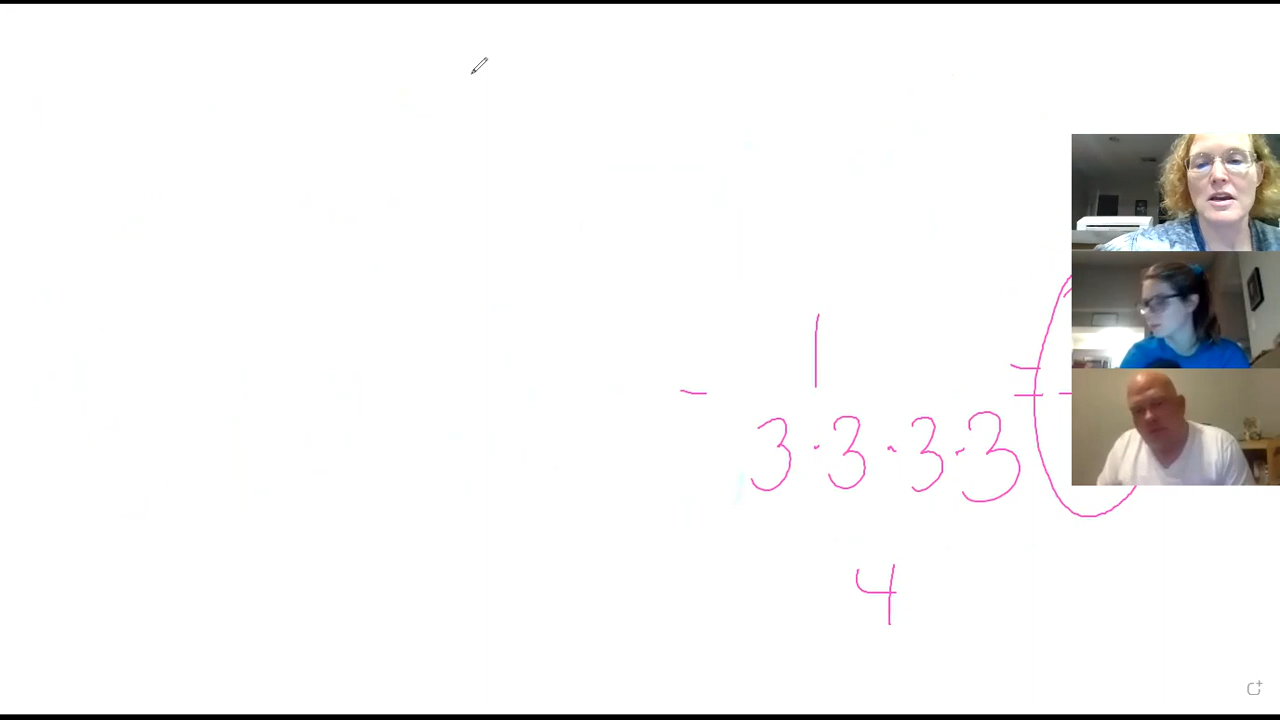 - 1 =
3 · 3 · 3 · 3
4